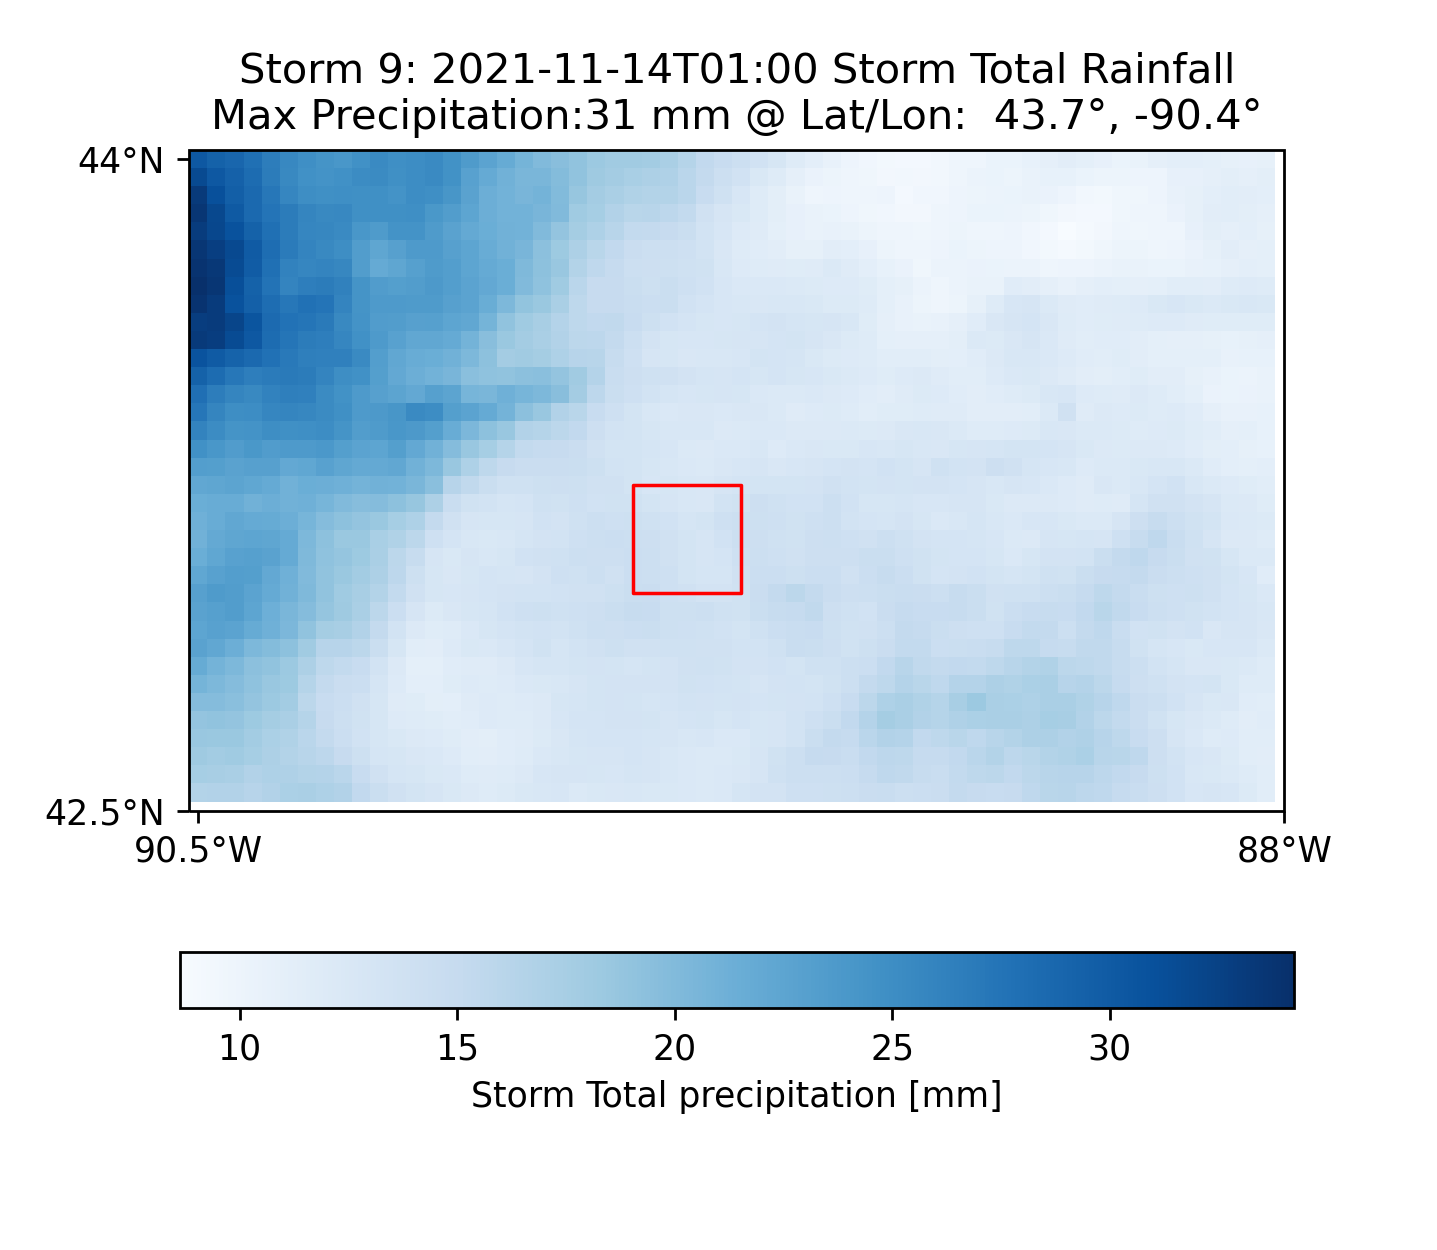 Storm 9: 2021-11-14T01:00 Storm Total Rainfall
Max Precipitation:31 mm @ Lat/Lon:  43.7°, -90.4°
44°N
42.5°N
90.5°W 88°W
10 15 20 25 30
Storm Total precipitation [mm]